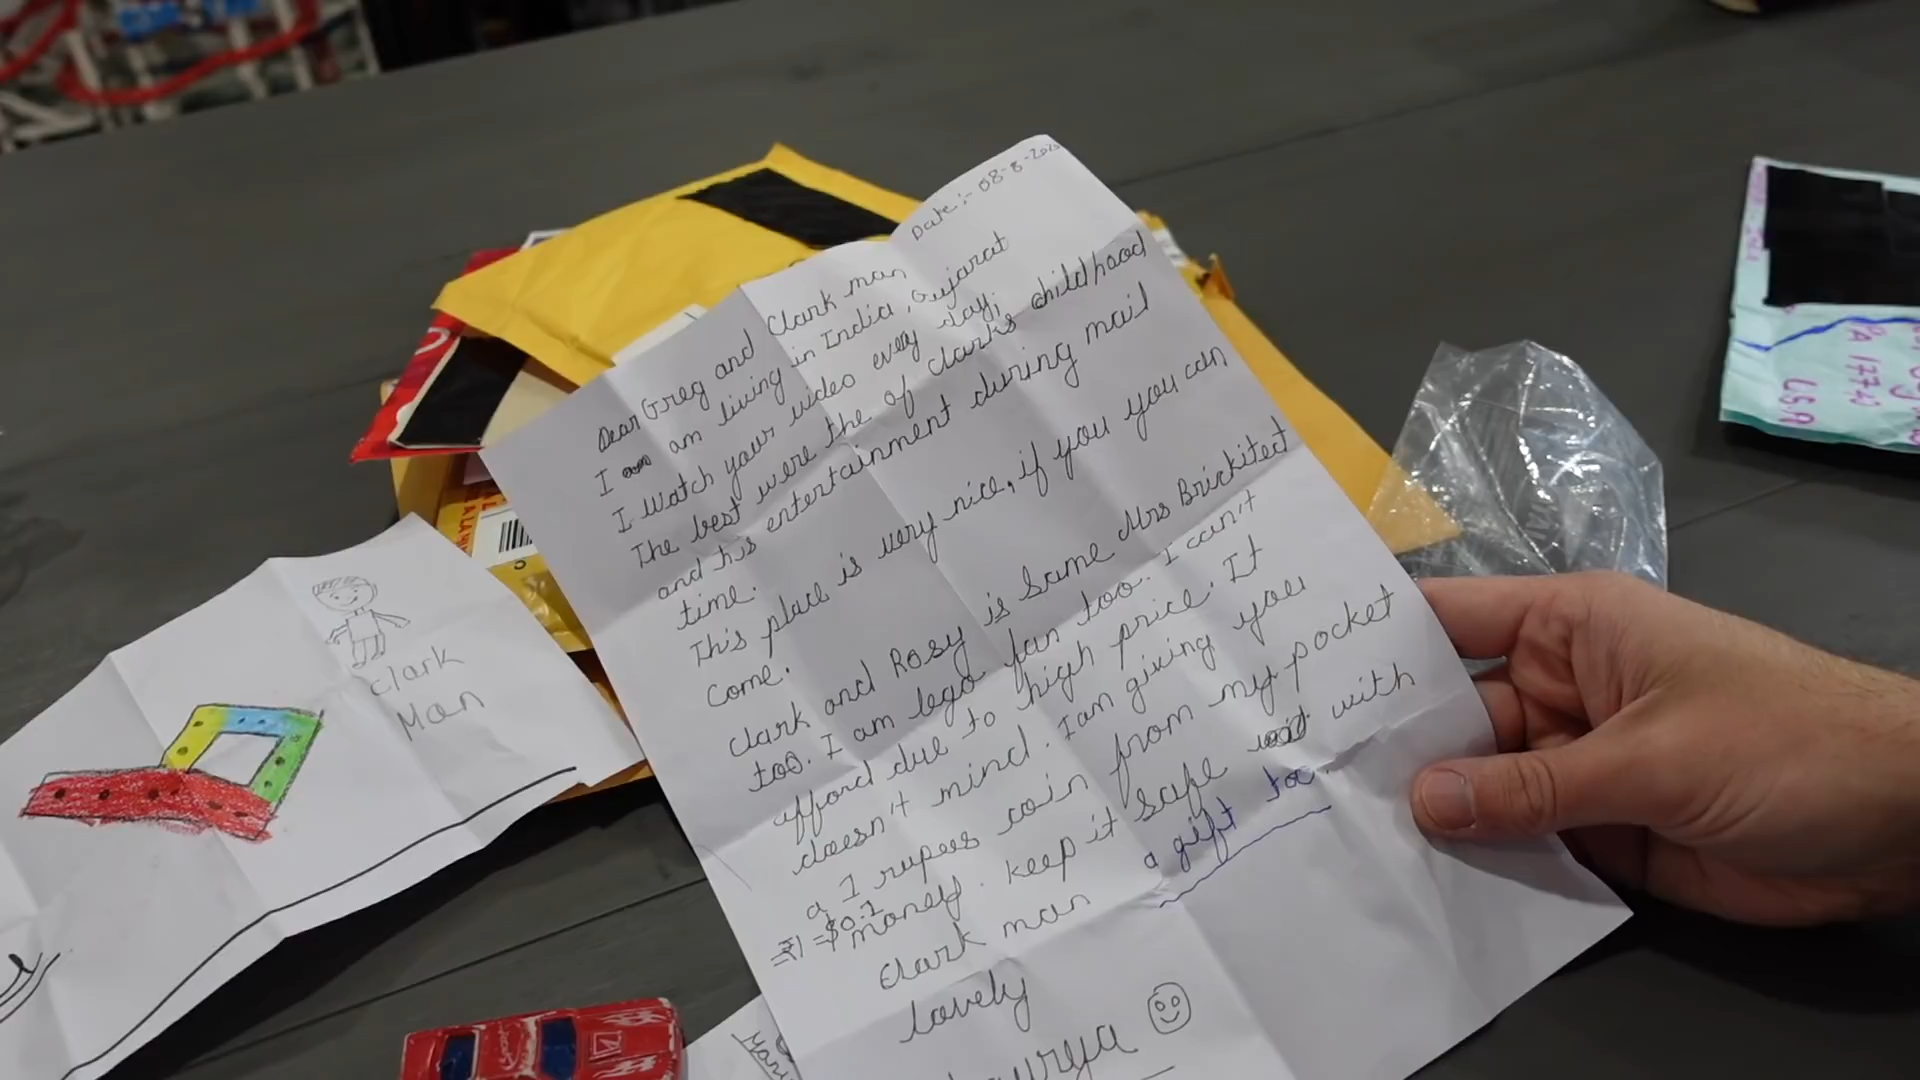 Date:- 08-8-202
Dear Greg and Clark man
I am am living in India, Gujarat
I watch your video every day,
The best were the of Clarks childhood
and his entertainment during mail
time.
This place is very nice, if you you can,
come.
Clark and Rosy is same Mrs Brickitect
too. I am lego fan too. I can't
afford due to high price. It
doesn't mind. I am giving you
a 1 rupees coin from my pocket
=₹1 = $0.1
money. keep it safe with
a gift too
Clark man
lovely
Clark
Man
PA 1772
USA